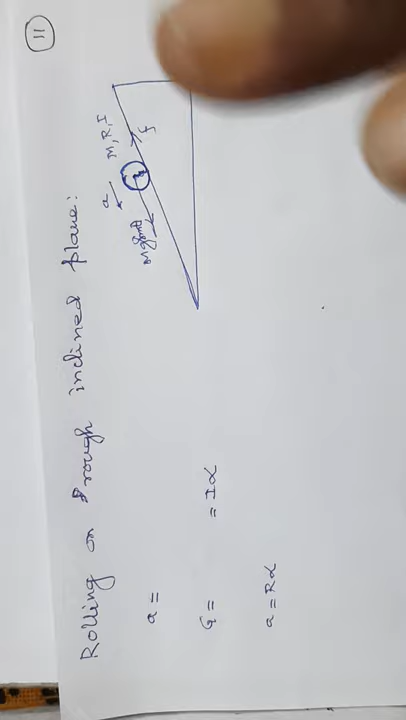 11
Rolling on rough inclined plane:
a
M, R, I
f
Mg sinθ
a =
= Iα
a = Rα